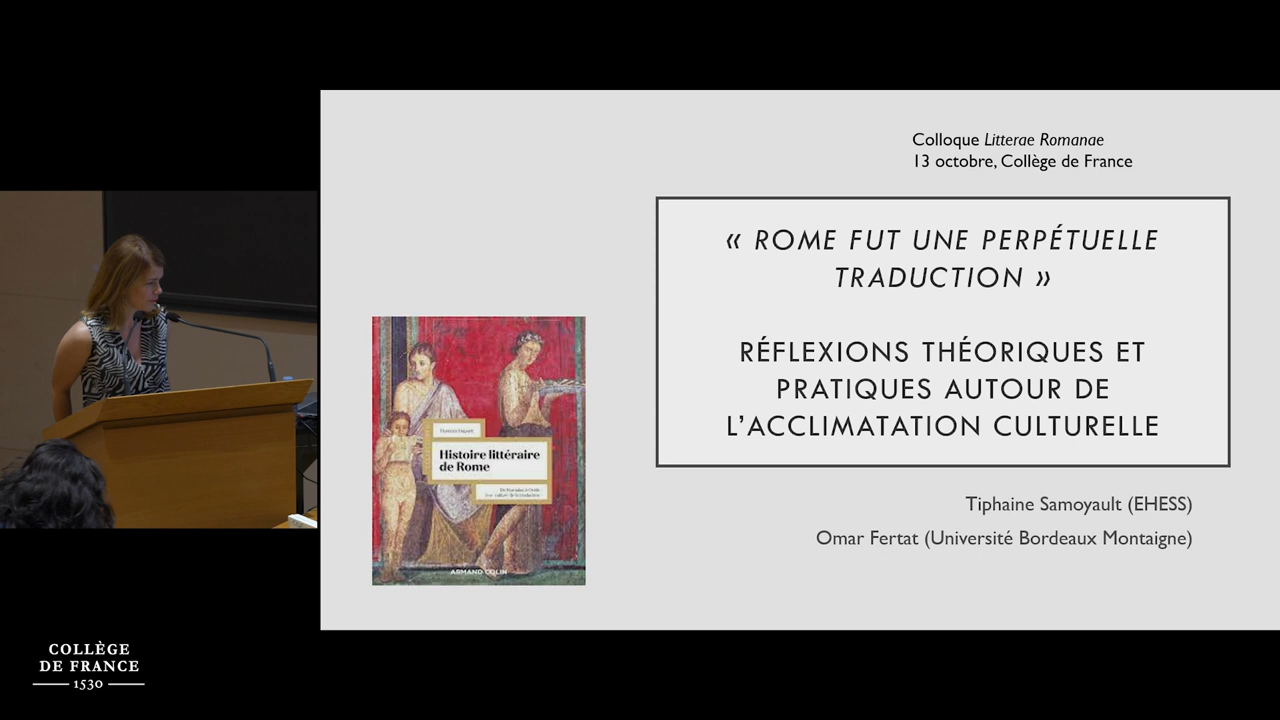 Colloque Litterae Romanae
13 octobre, Collège de France
« ROME FUT UNE PERPÉTUELLE
TRADUCTION »
RÉFLEXIONS THÉORIQUES ET
PRATIQUES AUTOUR DE
L'ACCLIMATATION CULTURELLE
Tiphaine Samoyault (EHESS)
Omar Fertat (Université Bordeaux Montaigne)
Histoire littéraire
de Rome
ARMAND COLIN
COLLÈGE
DE FRANCE
1530